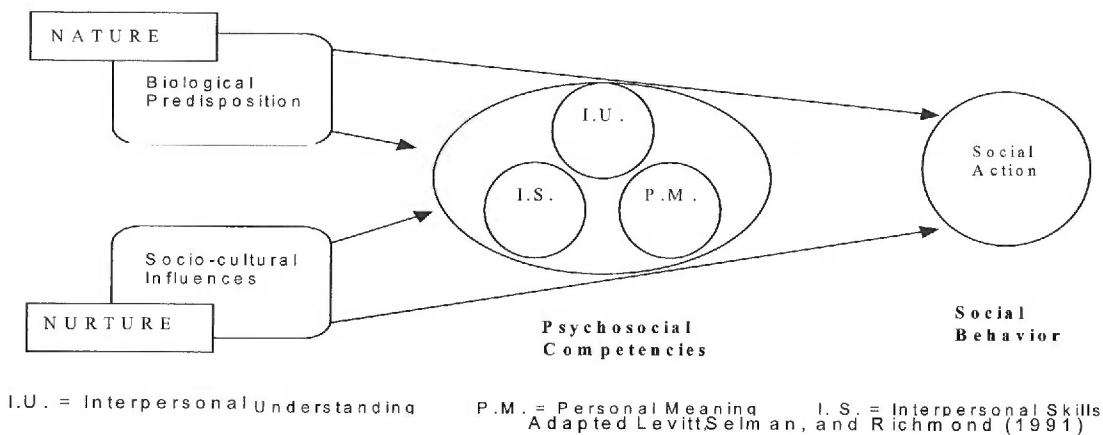 NATURE
Biological
Predisposition
I.U.
I.S.
P.M.
Social
Action
Socio-cultural
Influences
NURTURE
Psychosocial
Competencies
Social
Behavior
I.U. = Interpersonal Understanding P.M. = Personal Meaning I. S. = Interpersonal Skills
Adapted Levitt,Selman, and Richmond (1991)